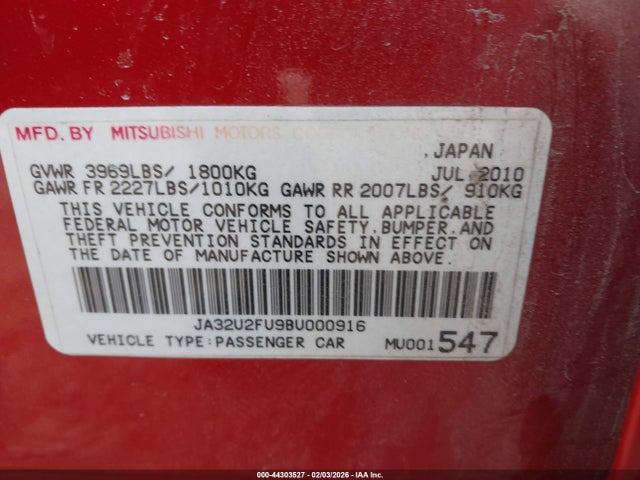 MFD. BY MITSUBISHI MOTORS
, JAPAN
GVWR 3969LBS/ 1800KG JUL 2010
GAWR FR 2227LBS/1010KG GAWR RR 2007LBS/ 910KG
THIS VEHICLE CONFORMS TO ALL APPLICABLE
FEDERAL MOTOR VEHICLE SAFETY, BUMPER, AND
THEFT PREVENTION STANDARDS IN EFFECT ON
THE DATE OF MANUFACTURE SHOWN ABOVE.
JA32U2FU9BU000916
VEHICLE TYPE:PASSENGER CAR MU001547
000-44303527 - 02/03/2026 - IAA Inc.